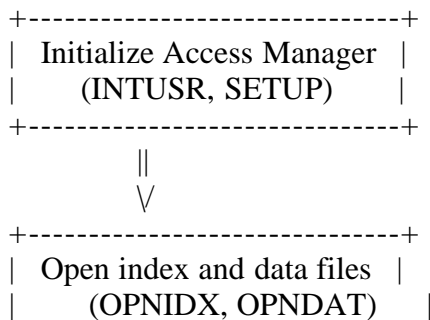 +-------------------------------+
| Initialize Access Manager |
| (INTUSR, SETUP) |
+-------------------------------+
||
\/
+-------------------------------+
| Open index and data files |
| (OPNIDX, OPNDAT) |